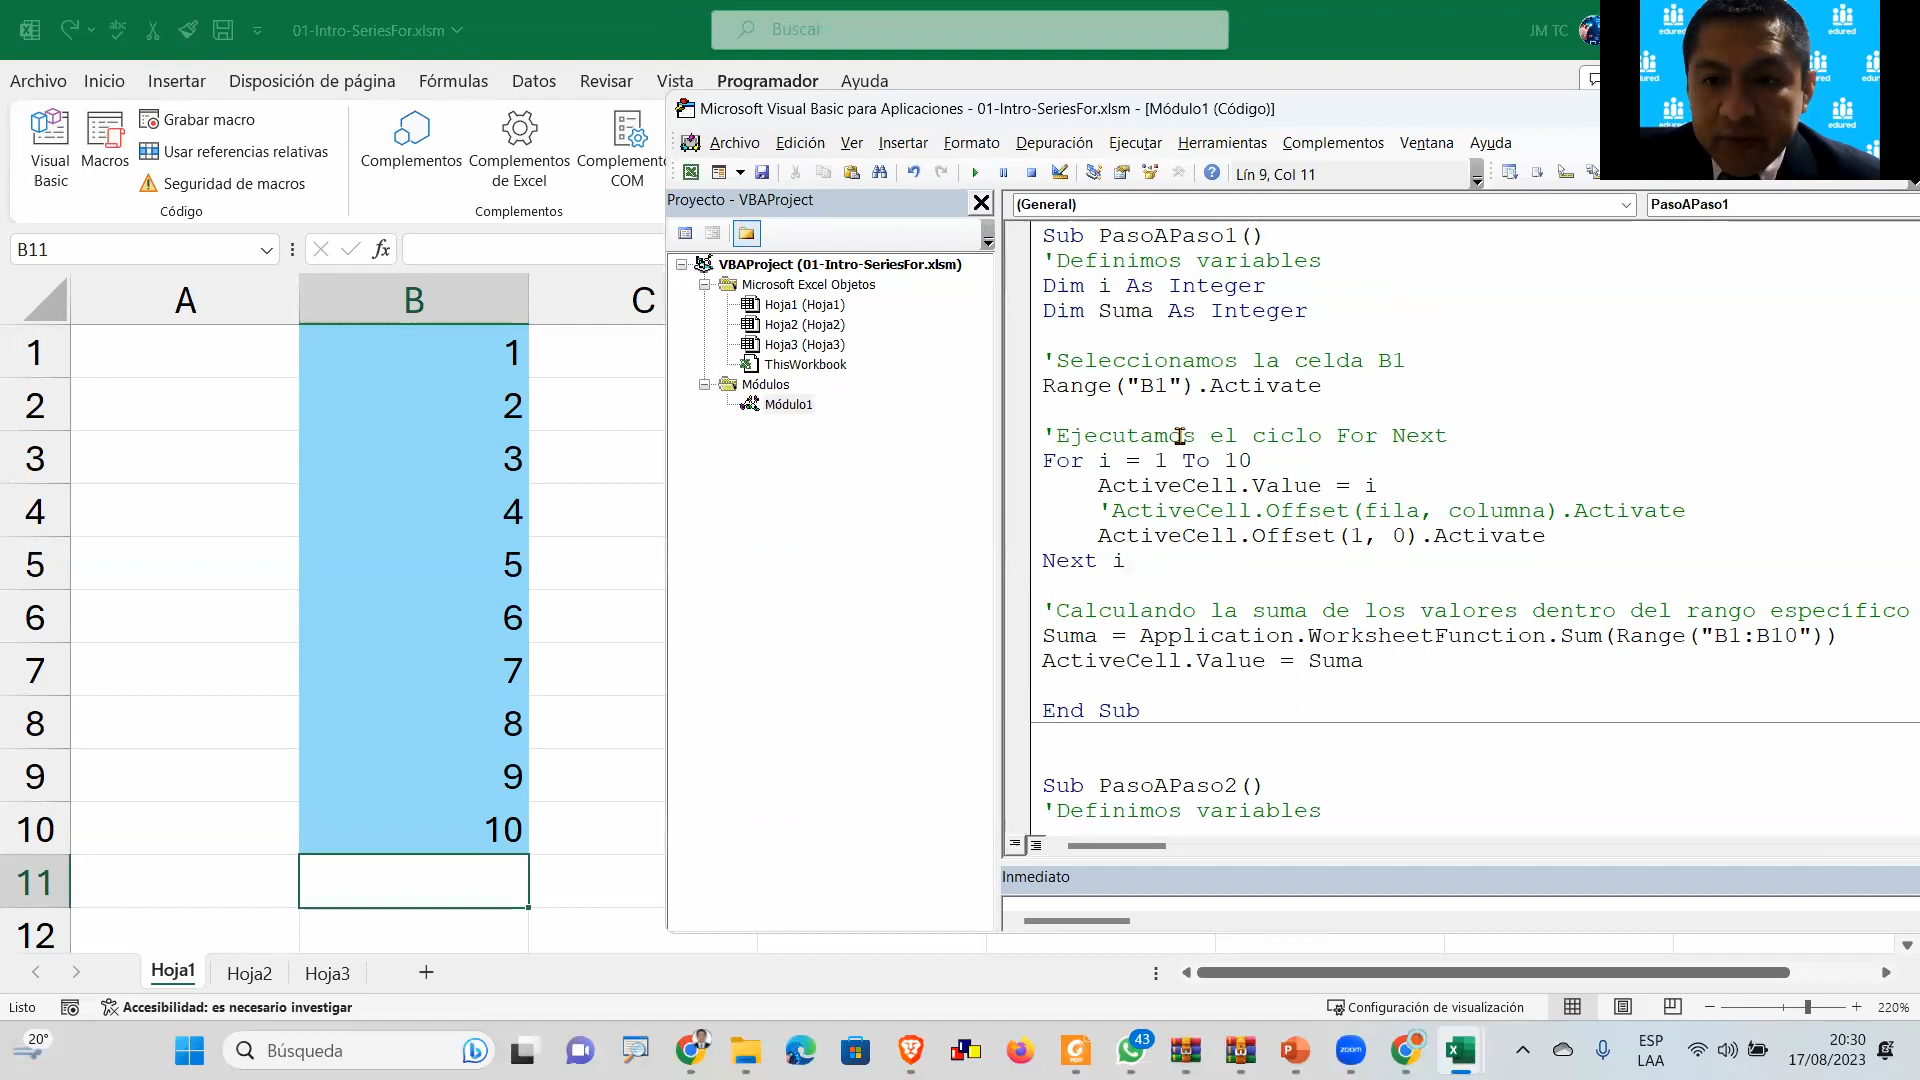 01-Intro-SeriesFor.xlsm
Buscar
JM TC
edured
edured
edured
Archivo Inicio Insertar Disposición de página Fórmulas Datos Revisar Vista Programador Ayuda
Visual Basic
Macros
Grabar macro
Usar referencias relativas
Seguridad de macros
Código
Complementos
Complementos de Excel
Complemento COM
Complementos
B11
fx
A B C
1 1
2 2
3 3
4 4
5 5
6 6
7 7
8 8
9 9
10 10
11
12
Microsoft Visual Basic para Aplicaciones - 01-Intro-SeriesFor.xlsm - [Módulo1 (Código)]
Archivo Edición Ver Insertar Formato Depuración Ejecutar Herramientas Complementos Ventana Ayuda
Lín 9, Col 11
Proyecto - VBAProject
VBAProject (01-Intro-SeriesFor.xlsm)
Microsoft Excel Objetos
Hoja1 (Hoja1)
Hoja2 (Hoja2)
Hoja3 (Hoja3)
ThisWorkbook
Módulos
Módulo1
(General)
PasoAPaso1
Sub PasoAPaso1()
'Definimos variables
Dim i As Integer
Dim Suma As Integer
'Seleccionamos la celda B1
Range("B1").Activate
'Ejecutamos el ciclo For Next
For i = 1 To 10
ActiveCell.Value = i
'ActiveCell.Offset(fila, columna).Activate
ActiveCell.Offset(1, 0).Activate
Next i
'Calculando la suma de los valores dentro del rango específico
Suma = Application.WorksheetFunction.Sum(Range("B1:B10"))
ActiveCell.Value = Suma
End Sub
Sub PasoAPaso2()
'Definimos variables
Inmediato
Hoja1 Hoja2 Hoja3
Listo
Accesibilidad: es necesario investigar
Configuración de visualización
220%
20°
Búsqueda
43
zoom
ESP
LAA
20:30
17/08/2023